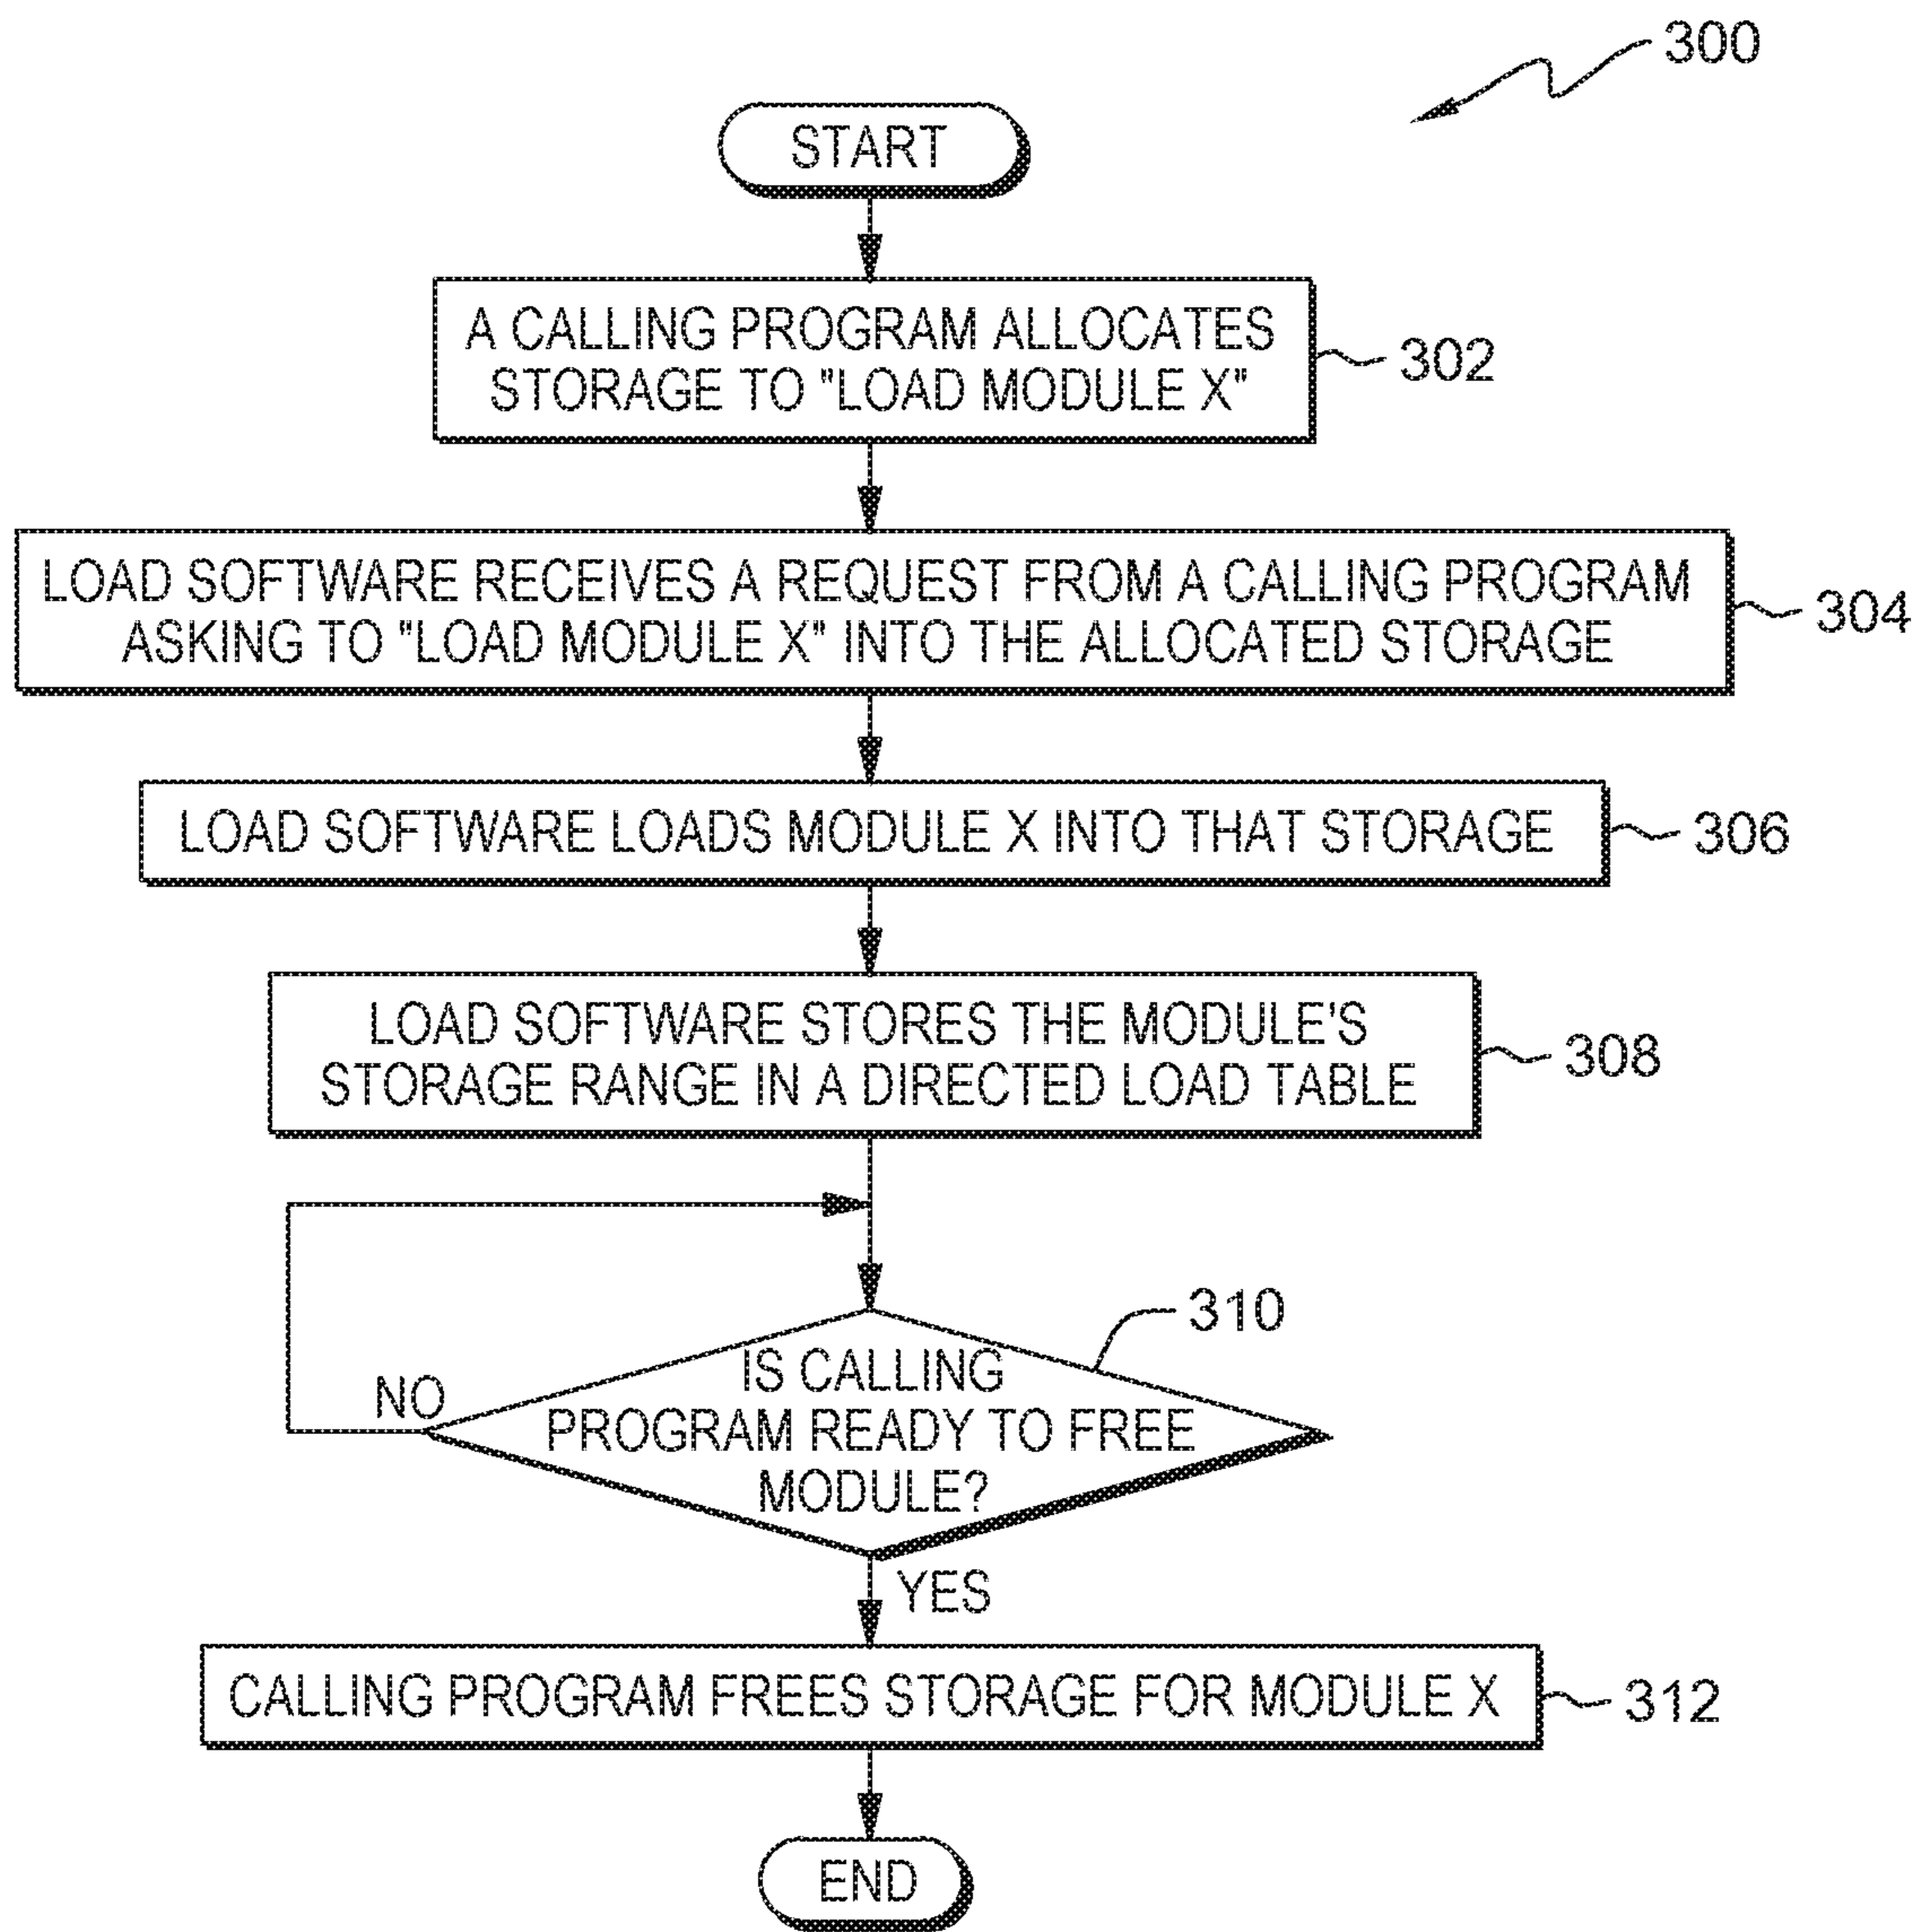 300
START
A CALLING PROGRAM ALLOCATES
STORAGE TO "LOAD MODULE X"
302
LOAD SOFTWARE RECEIVES A REQUEST FROM A CALLING PROGRAM
ASKING TO "LOAD MODULE X" INTO THE ALLOCATED STORAGE
304
LOAD SOFTWARE LOADS MODULE X INTO THAT STORAGE
306
LOAD SOFTWARE STORES THE MODULE'S
STORAGE RANGE IN A DIRECTED LOAD TABLE
308
310
IS CALLING
PROGRAM READY TO FREE
MODULE?
NO
YES
CALLING PROGRAM FREES STORAGE FOR MODULE X
312
END